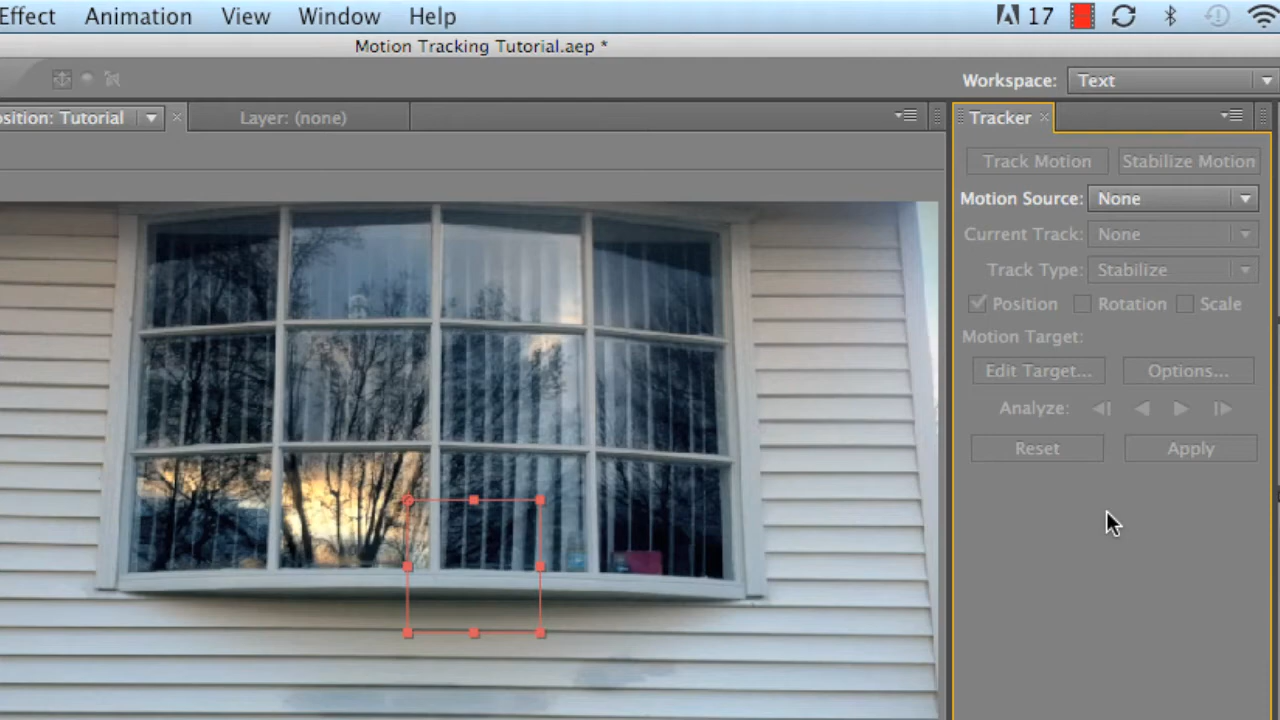 Effect Animation View Window Help 17
Motion Tracking Tutorial.aep *
Workspace: Text
osition: Tutorial Layer: (none) Tracker
Track Motion Stabilize Motion
Motion Source: None
Current Track: None
Track Type: Stabilize
Position Rotation Scale
Motion Target:
Edit Target... Options...
Analyze:
Reset Apply